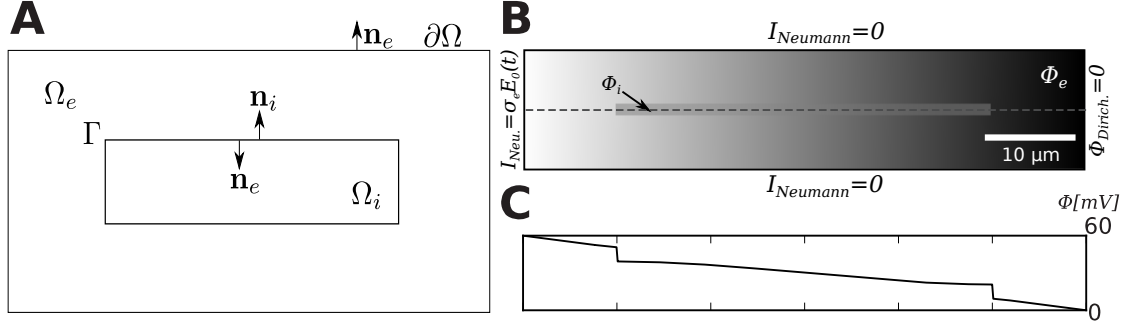 A
n_e
∂Ω
Ω_e
n_i
Γ
n_e
Ω_i
B
I_Neumann=0
I_Neu.=σ_eE_0(t)
Φ_i
Φ_e
10 µm
Φ_Dirich.=0
I_Neumann=0
C
Φ[mV]
60
0